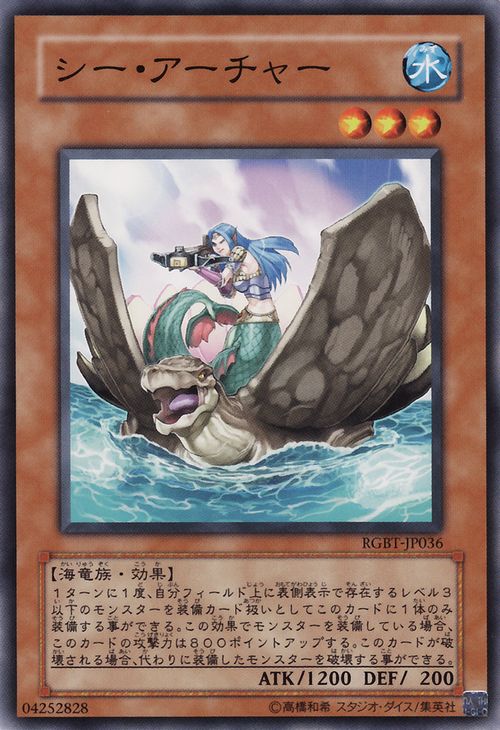 シー・アーチャー
水
RGBT-JP036
【海竜族・効果】
1ターンに1度、自分フィールド上に表側表示で存在するレベル3
以下のモンスターを装備カード扱いとしてこのカードに1体のみ
装備する事ができる。この効果でモンスターを装備している場合、
このカードの攻撃力は800ポイントアップする。このカードが破
壊される場合、代わりに装備したモンスターを破壊する事ができる。
ATK/1200 DEF/ 200
04252828
©高橋和希 スタジオ・ダイス/集英社